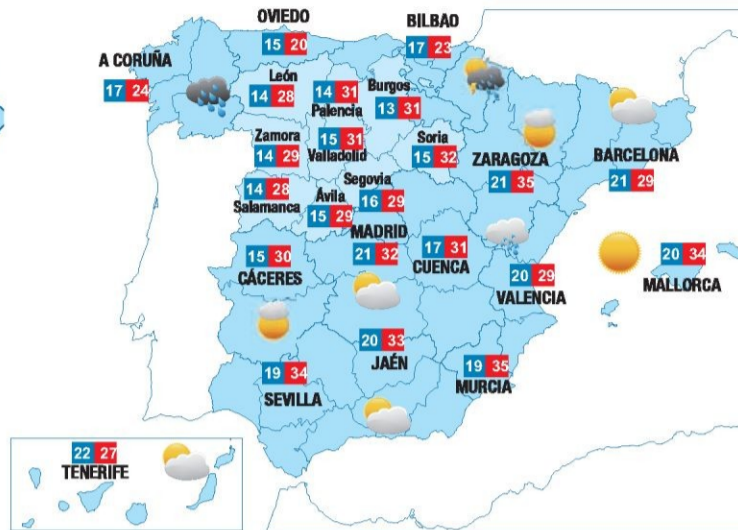 OVIEDO
15 20
BILBAO
17 23
A CORUÑA
17 24
León
14 28
14 31
Palencia
Burgos
13 31
Zamora
14 29
15 31
Valladolid
Soria
15 32
ZARAGOZA
21 35
BARCELONA
21 29
14 28
Salamanca
Ávila
15 29
Segovia
16 29
MADRID
21 32
17 31
CUENCA
20 29
VALENCIA
20 34
MALLORCA
15 30
CÁCERES
20 33
JAÉN
19 34
SEVILLA
19 35
MURCIA
22 27
TENERIFE